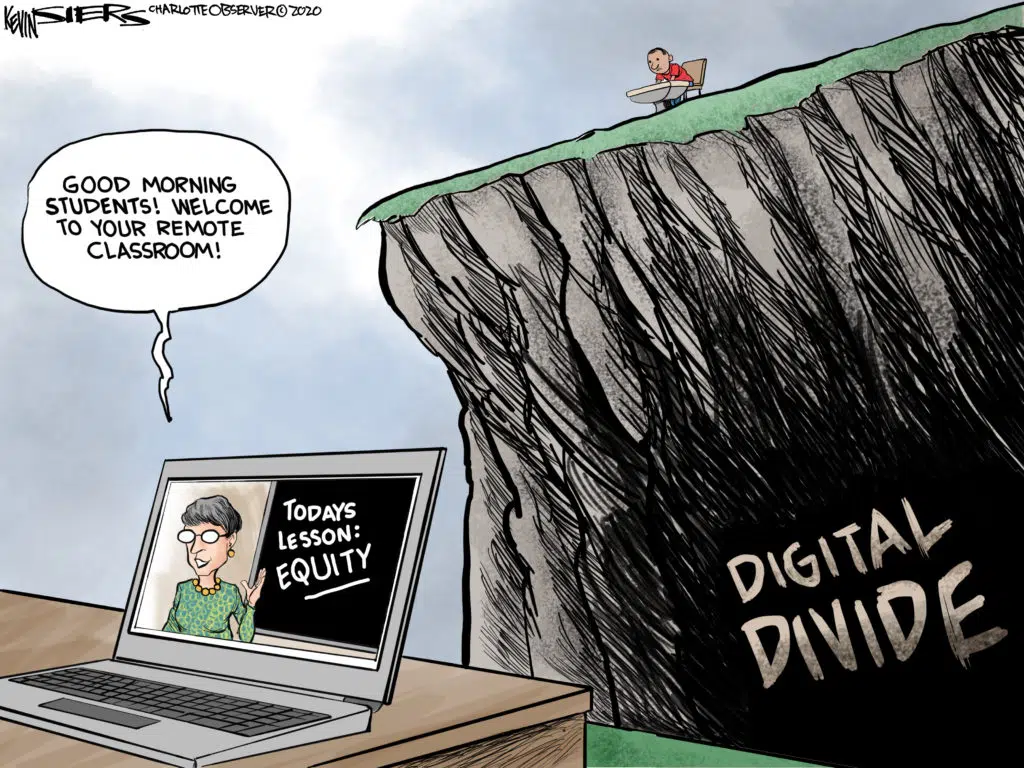 KEVIN SIERS CHARLOTTE OBSERVER © 2020
GOOD MORNING
STUDENTS! WELCOME
TO YOUR REMOTE
CLASSROOM!
TODAYS
LESSON:
EQUITY
DIGITAL
DIVIDE